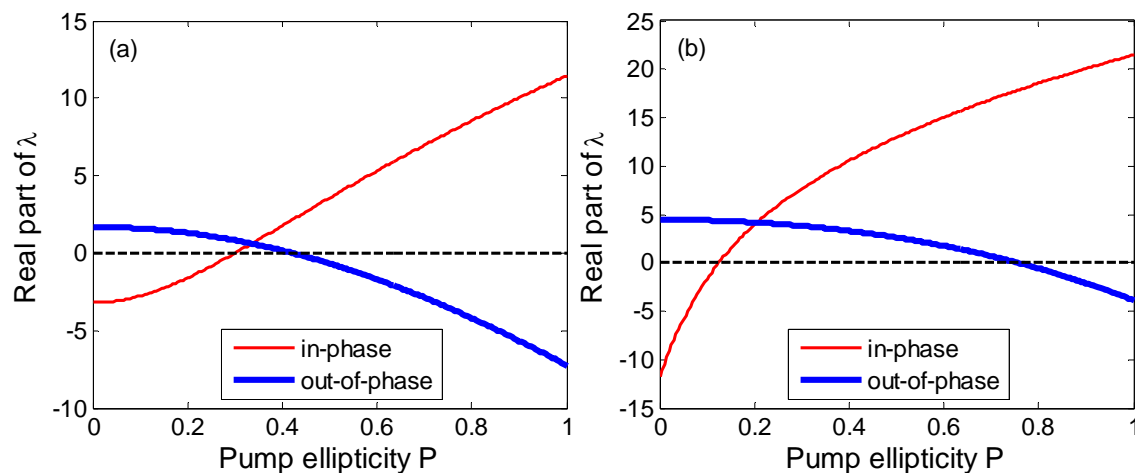 (a)
15
10
5
0
-5
-10
Real part of λ
in-phase
out-of-phase
0 0.2 0.4 0.6 0.8 1
Pump ellipticity P
(b)
25
20
15
10
5
0
-5
-10
-15
Real part of λ
in-phase
out-of-phase
0 0.2 0.4 0.6 0.8 1
Pump ellipticity P